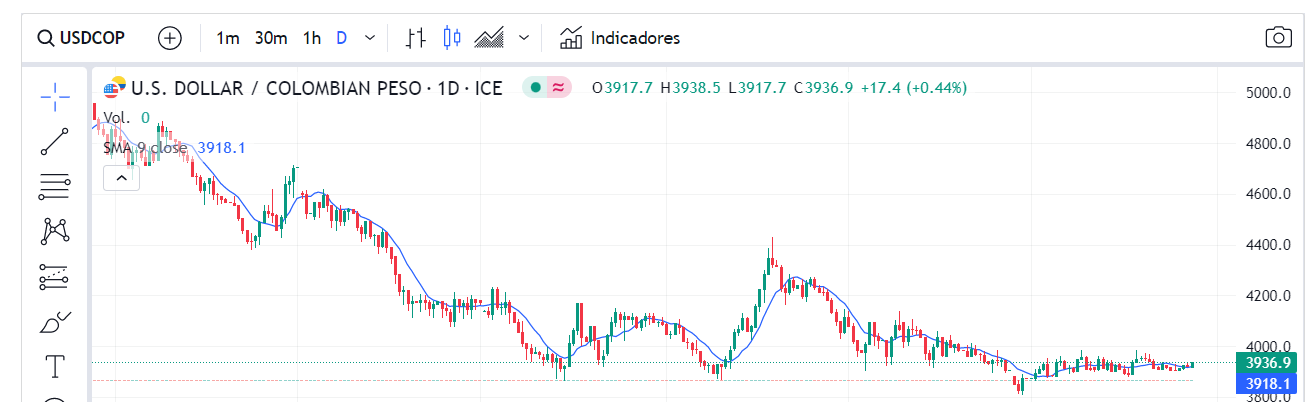 USDCOP 1m 30m 1h D Indicadores
U.S. DOLLAR / COLOMBIAN PESO · 1D · ICE O3917.7 H3938.5 L3917.7 C3936.9 +17.4 (+0.44%)
Vol. 0
SMA 9 close 3918.1
5000.0
4800.0
4600.0
4400.0
4200.0
4000.0
3936.9
3918.1
3800.0